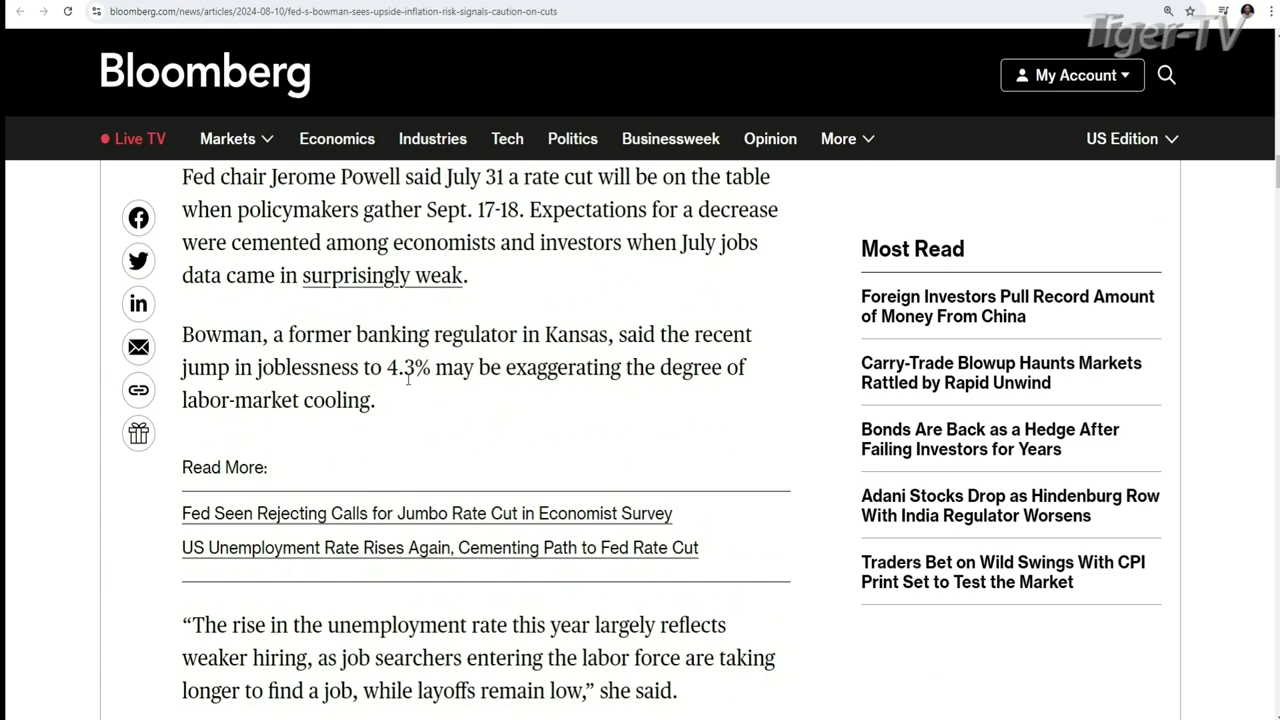 bloomberg.com/news/articles/2024-08-10/fed-s-bowman-sees-upside-inflation-risk-signals-caution-on-cuts
Tiger-TV
Bloomberg
My Account
Live TV
Markets
Economics
Industries
Tech
Politics
Businessweek
Opinion
More
US Edition
Fed chair Jerome Powell said July 31 a rate cut will be on the table
when policymakers gather Sept. 17-18. Expectations for a decrease
were cemented among economists and investors when July jobs
data came in surprisingly weak.
Bowman, a former banking regulator in Kansas, said the recent
jump in joblessness to 4.3% may be exaggerating the degree of
labor-market cooling.
Read More:
Fed Seen Rejecting Calls for Jumbo Rate Cut in Economist Survey
US Unemployment Rate Rises Again, Cementing Path to Fed Rate Cut
“The rise in the unemployment rate this year largely reflects
weaker hiring, as job searchers entering the labor force are taking
longer to find a job, while layoffs remain low,” she said.
Most Read
Foreign Investors Pull Record Amount
of Money From China
Carry-Trade Blowup Haunts Markets
Rattled by Rapid Unwind
Bonds Are Back as a Hedge After
Failing Investors for Years
Adani Stocks Drop as Hindenburg Row
With India Regulator Worsens
Traders Bet on Wild Swings With CPI
Print Set to Test the Market